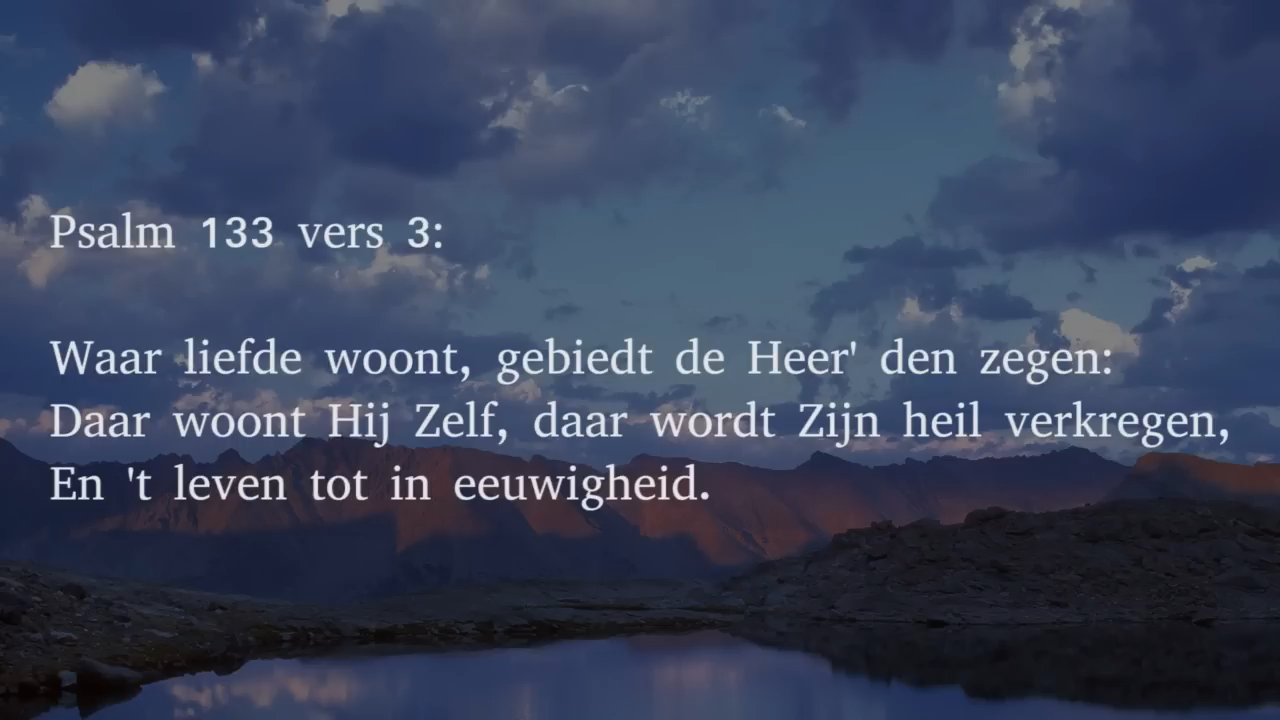 Psalm 133 vers 3:
Waar liefde woont, gebiedt de Heer' den zegen:
Daar woont Hij Zelf, daar wordt Zijn heil verkregen,
En 't leven tot in eeuwigheid.